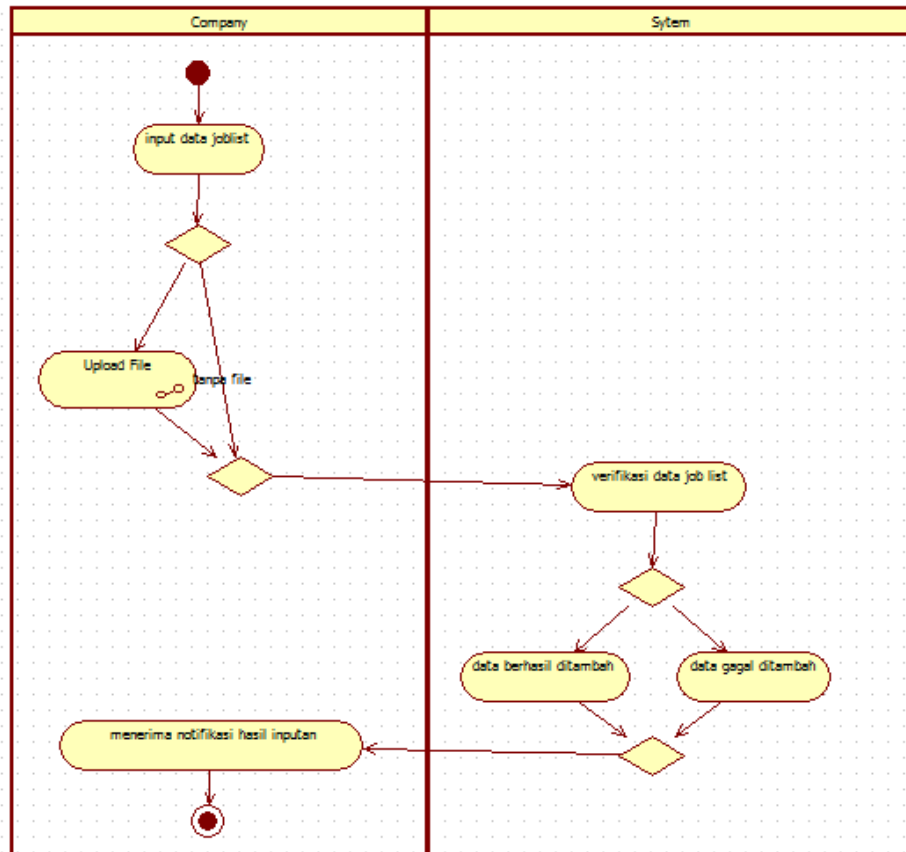 Company
Sytem
input data joblist
Upload File
tanpa file
verifikasi data job list
data berhasil ditambah
data gagal ditambah
menerima notifikasi hasil inputan